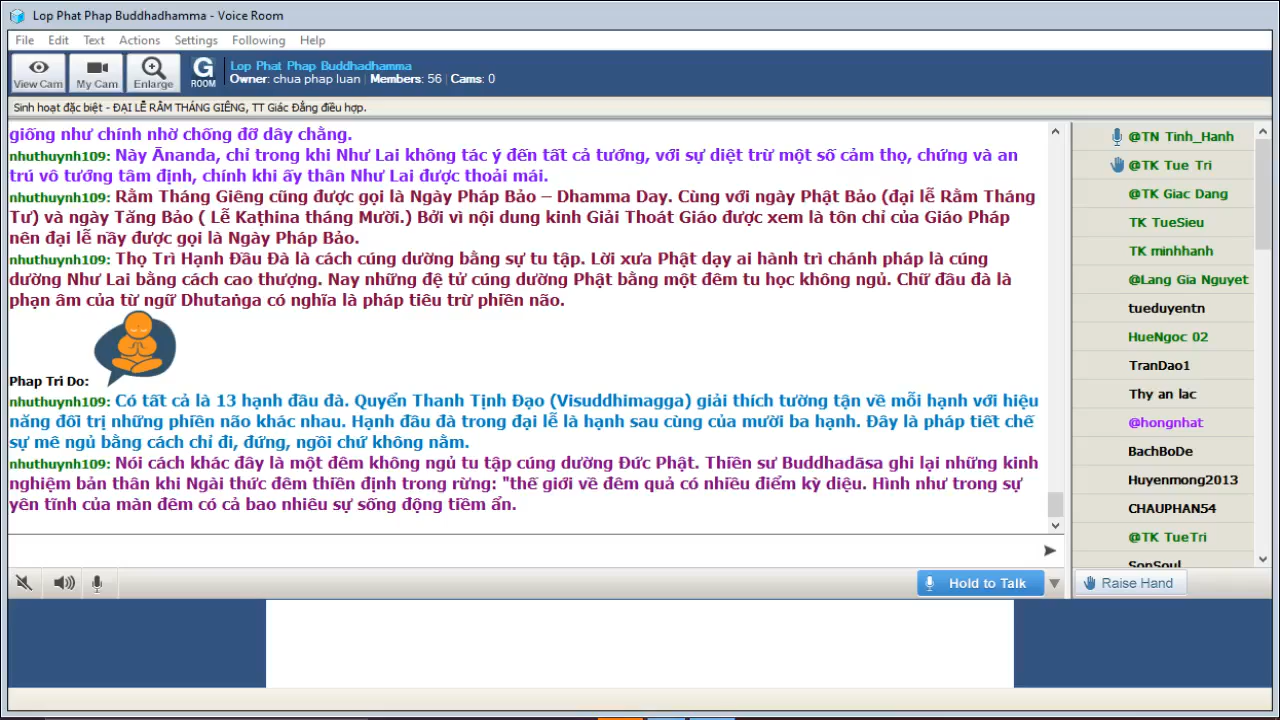 Lop Phat Phap Buddhadhamma - Voice Room
File Edit Text Actions Settings Following Help
View Cam My Cam Enlarge G ROOM
Lop Phat Phap Buddhadhamma
Owner: chua phap luan | Members: 56 | Cams: 0
Sinh hoạt đặc biệt - ĐẠI LỄ RẰM THÁNG GIÊNG, TT Giác Đẳng điều hợp.
giống như chính nhờ chống đỡ dây chằng.
nhuthuynh109: Này Ānanda, chỉ trong khi Như Lai không tác ý đến tất cả tướng, với sự diệt trừ một số cảm thọ, chứng và an
trú vô tướng tâm định, chính khi ấy thân Như Lai được thoải mái.
nhuthuynh109: Rằm Tháng Giêng cũng được gọi là Ngày Pháp Bảo – Dhamma Day. Cùng với ngày Phật Bảo (đại lễ Rằm Tháng
Tư) và ngày Tăng Bảo ( Lễ Kaṭhina tháng Mười.) Bởi vì nội dung kinh Giải Thoát Giáo được xem là tôn chỉ của Giáo Pháp
nên đại lễ nầy được gọi là Ngày Pháp Bảo.
nhuthuynh109: Thọ Trì Hạnh Đầu Đà là cách cúng dường bằng sự tu tập. Lời xưa Phật dạy ai hành trì chánh pháp là cúng
dường Như Lai bằng cách cao thượng. Nay những đệ tử cúng dường Phật bằng một đêm tu học không ngủ. Chữ đầu đà là
phạn âm của từ ngữ Dhutaṅga có nghĩa là pháp tiêu trừ phiền não.
Phap Tri Do:
nhuthuynh109: Có tất cả là 13 hạnh đầu đà. Quyển Thanh Tịnh Đạo (Visuddhimagga) giải thích tường tận về mỗi hạnh với hiệu
năng đối trị những phiền não khác nhau. Hạnh đầu đà trong đại lễ là hạnh sau cùng của mười ba hạnh. Đây là pháp tiết chế
sự mê ngủ bằng cách chỉ đi, đứng, ngồi chứ không nằm.
nhuthuynh109: Nói cách khác đây là một đêm không ngủ tu tập cúng dường Đức Phật. Thiền sư Buddhadāsa ghi lại những kinh
nghiệm bản thân khi Ngài thức đêm thiền định trong rừng: "thế giới về đêm quả có nhiều điểm kỳ diệu. Hình như trong sự
yên tĩnh của màn đêm có cả bao nhiêu sự sống động tiềm ẩn.
Hold to Talk
@TN Tinh_Hanh
@TK Tue Tri
@TK Giac Dang
TK TueSieu
TK minhhanh
@Lang Gia Nguyet
tueduyentn
HueNgoc 02
TranDao1
Thy an lac
@hongnhat
BachBoDe
Huyenmong2013
CHAUPHAN54
@TK TueTri
SonSoul
Raise Hand